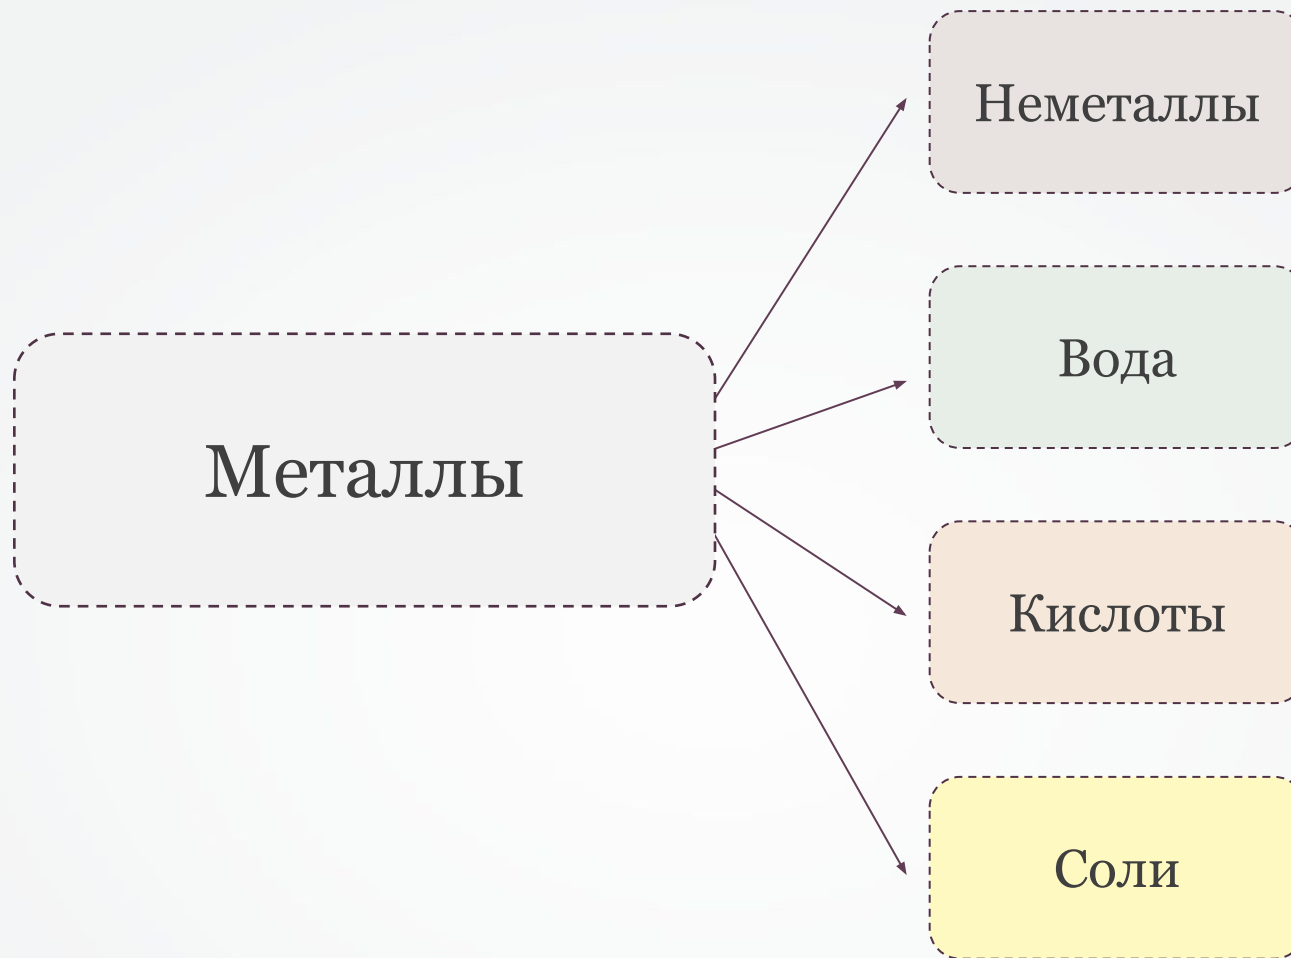 Неметаллы
Вода
Металлы
Кислоты
Соли